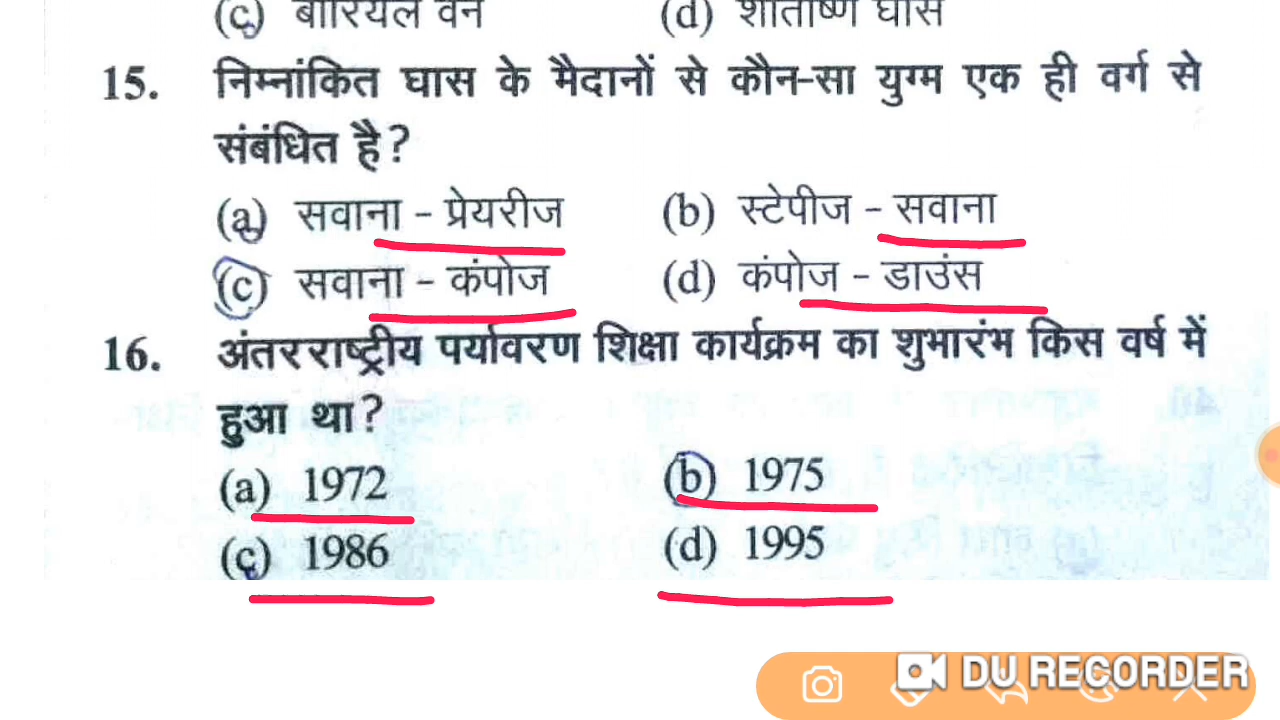 (c) बोरियल वन (d) शीतोष्ण घास
15. निम्नांकित घास के मैदानों से कौन-सा युग्म एक ही वर्ग से
संबंधित है?
(a) सवाना - प्रेयरीज (b) स्टेपीज - सवाना
(c) सवाना - कंपोज (d) कंपोज - डाउंस
16. अंतरराष्ट्रीय पर्यावरण शिक्षा कार्यक्रम का शुभारंभ किस वर्ष में
हुआ था?
(a) 1972 (b) 1975
(c) 1986 (d) 1995
DU RECORDER